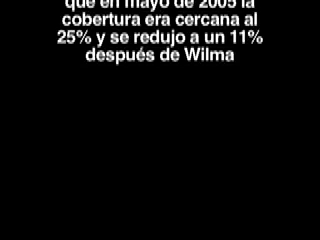 que en mayo de 2005 la
cobertura era cercana al
25% y se redujo a un 11%
después de Wilma